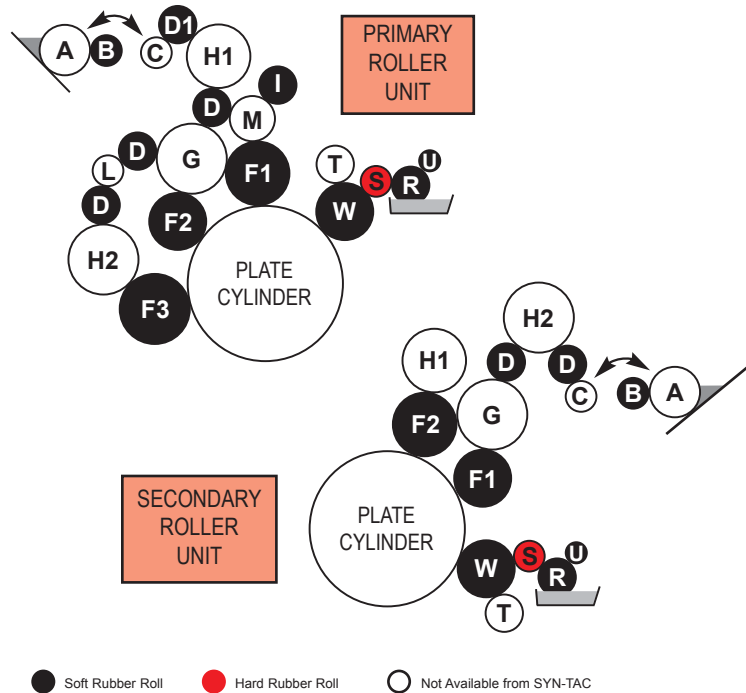 D1
A
B
C
H1
PRIMARY
ROLLER
UNIT
I
D
M
D
G
T
U
L
F1
S
R
D
W
F2
H2
PLATE
CYLINDER
F3
H2
H1
D
D
C
B
A
F2
G
F1
SECONDARY
ROLLER
UNIT
PLATE
CYLINDER
S
U
W
R
T
Soft Rubber Roll
Hard Rubber Roll
Not Available from SYN-TAC